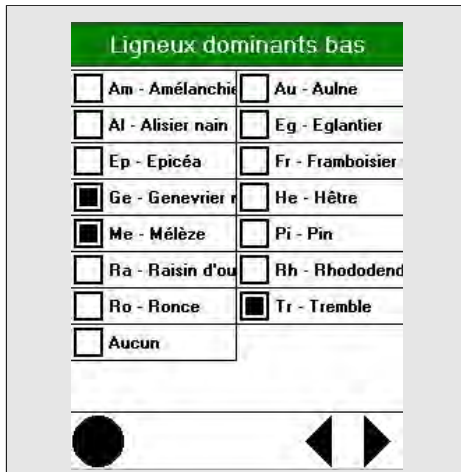 Ligneux dominants bas
Am - Amélanchie Au - Aulne
Al - Alisier nain Eg - Eglantier
Ep - Epicéa Fr - Framboisier
Ge - Genevrier r He - Hêtre
Me - Mélèze Pi - Pin
Ra - Raisin d'ou Rh - Rhododend
Ro - Ronce Tr - Tremble
Aucun